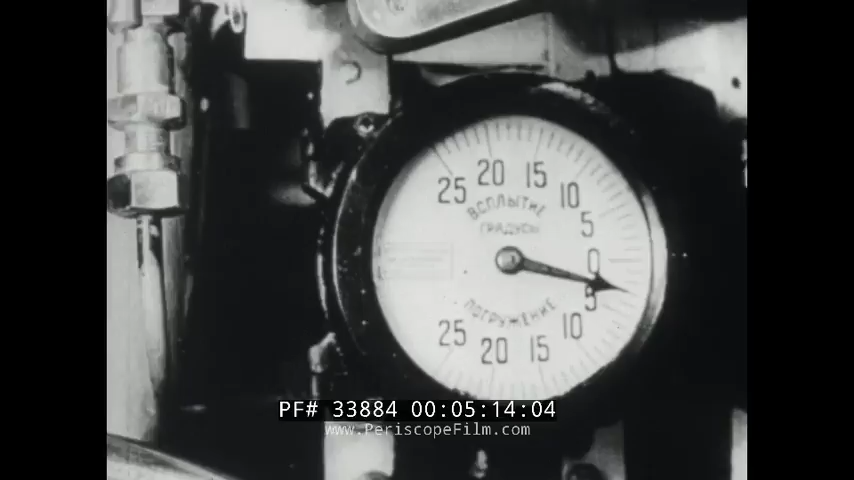 25 20 15 10 5 0
ВСПЛЫТИЕ
ГРАДУСЫ
ПОГРУЖЕНИЕ
25 20 15 10 5
PF# 33884 00:05:14:04
www.PeriscopeFilm.com